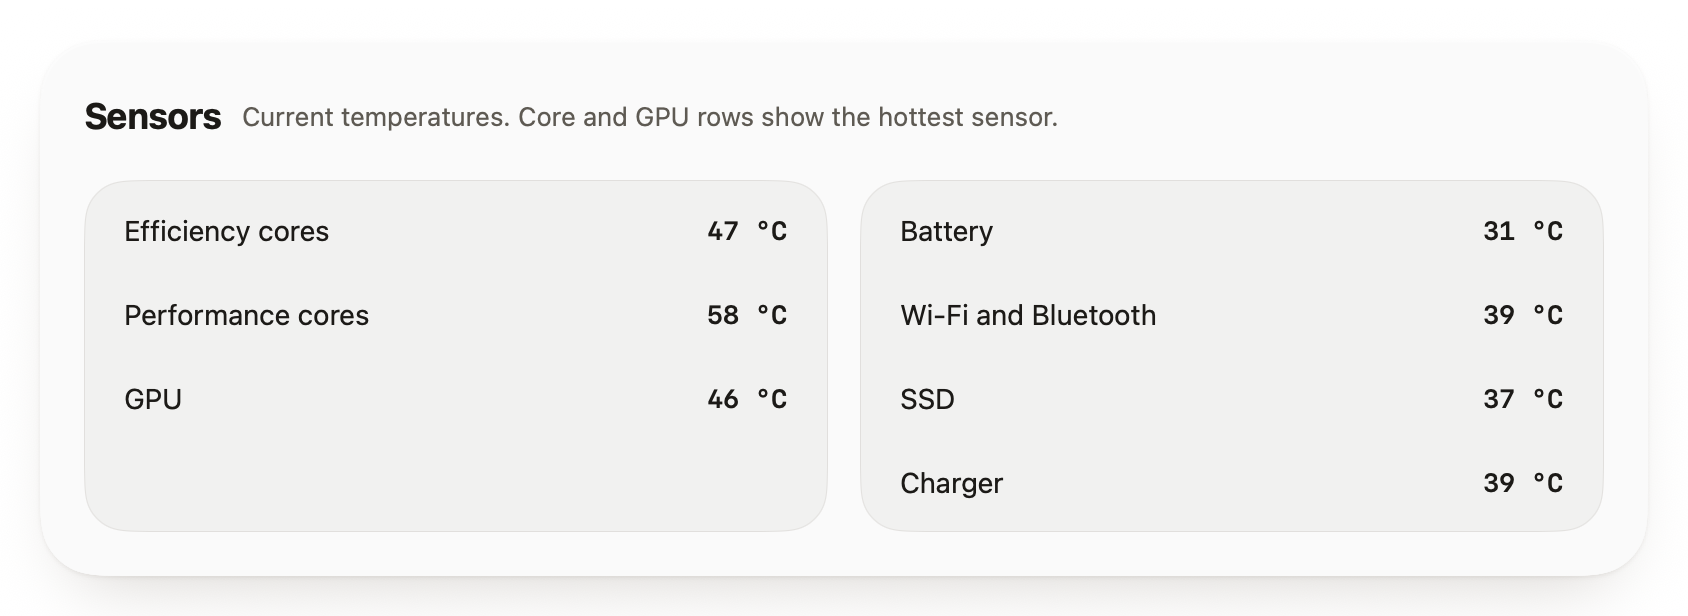 Sensors Current temperatures. Core and GPU rows show the hottest sensor.
Efficiency cores 47 °C
Performance cores 58 °C
GPU 46 °C
Battery 31 °C
Wi-Fi and Bluetooth 39 °C
SSD 37 °C
Charger 39 °C